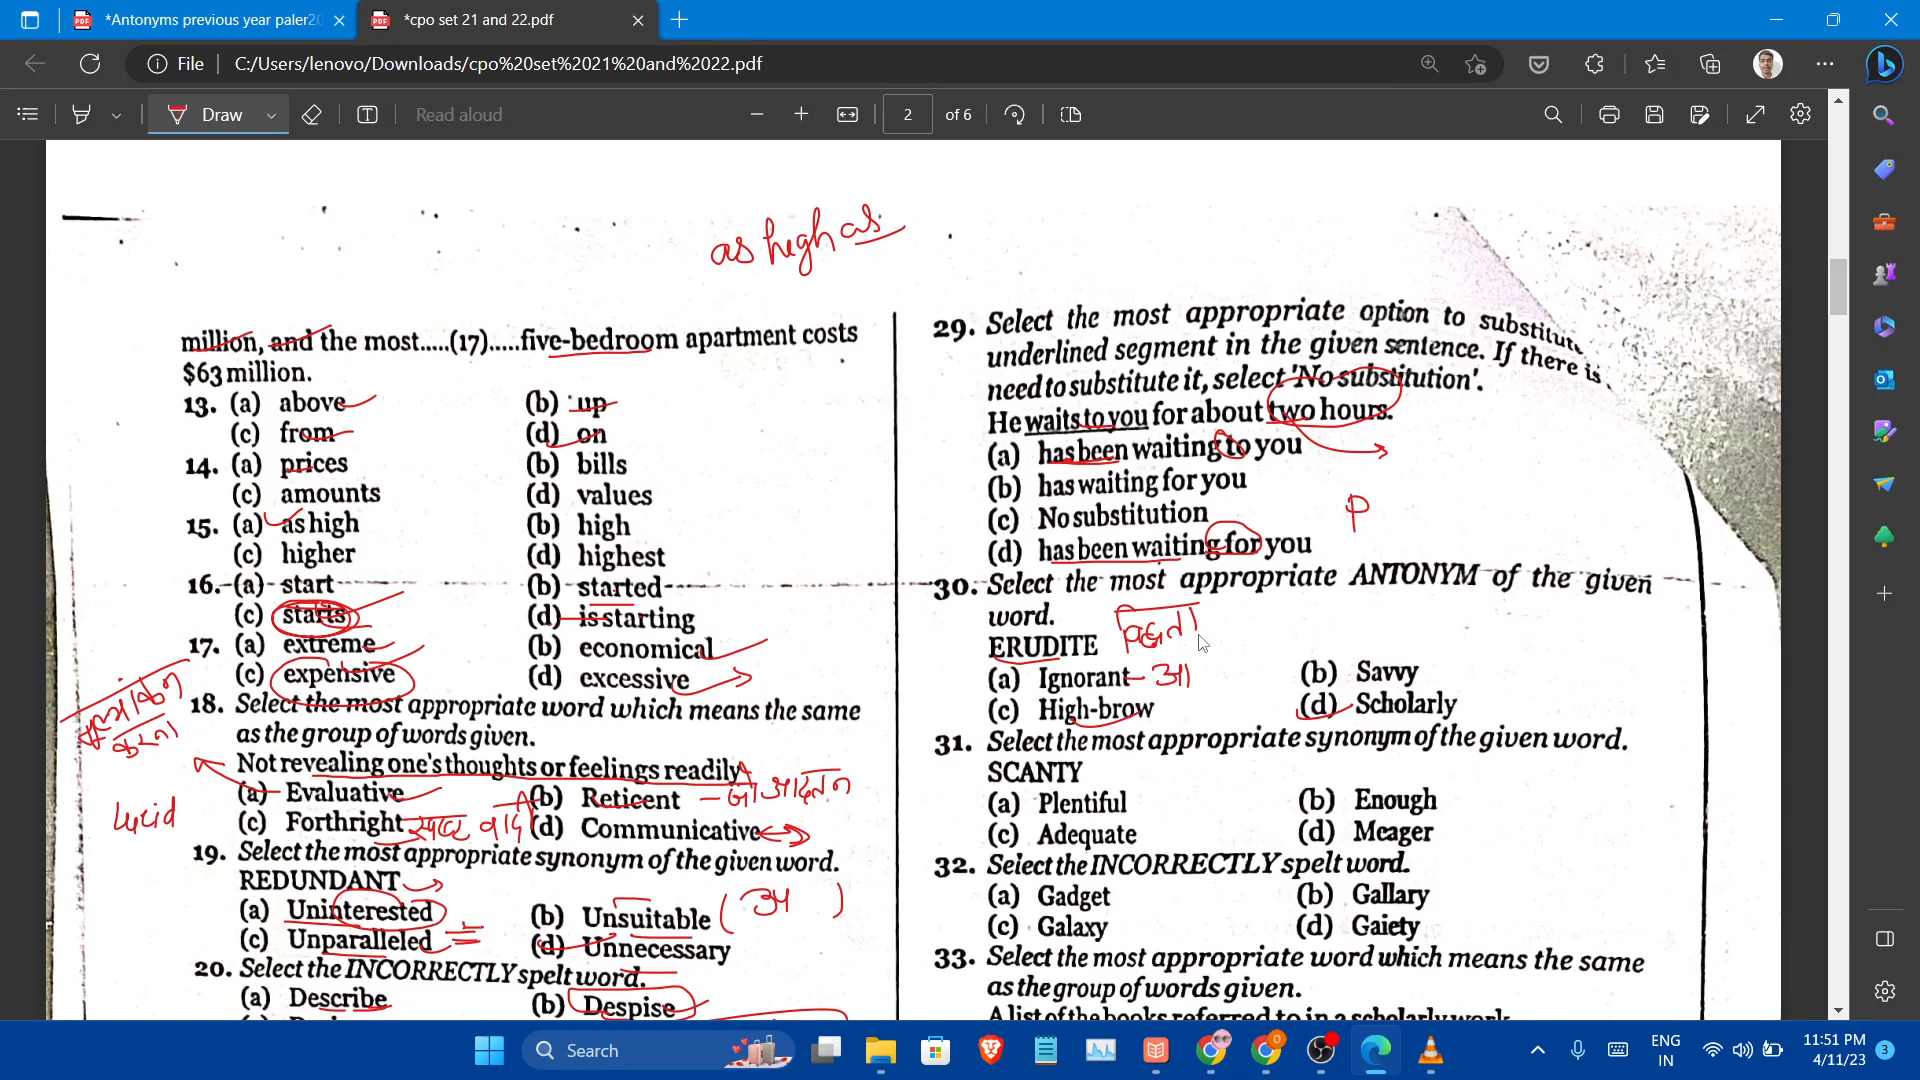 *Antonyms previous year paler20
*cpo set 21 and 22.pdf
File
C:/Users/lenovo/Downloads/cpo%20set%2021%20and%2022.pdf
Draw
Read aloud
2
of 6
as high as
million, and the most.....(17).....five-bedroom apartment costs
$63 million.
13. (a) above (b) up
(c) from (d) on
14. (a) prices (b) bills
(c) amounts (d) values
15. (a) as high (b) high
(c) higher (d) highest
16. (a) start (b) started
(c) starts (d) is starting
17. (a) extreme (b) economical
(c) expensive (d) excessive
18. Select the most appropriate word which means the same
as the group of words given.
Not revealing one's thoughts or feelings readily
(a) Evaluative (b) Reticent
lucid
(c) Forthright (d) Communicative
19. Select the most appropriate synonym of the given word.
REDUNDANT
(a) Uninterested (b) Unsuitable
(c) Unparalleled (d) Unnecessary
20. Select the INCORRECTLY spelt word.
(a) Describe (b) Despise
29. Select the most appropriate option to substitute
underlined segment in the given sentence. If there is
need to substitute it, select 'No substitution'.
He waits to you for about two hours.
(a) has been waiting to you
(b) has waiting for you
(c) No substitution
P
(d) has been waiting for you
30. Select the most appropriate ANTONYM of the given
word.
ERUDITE
(a) Ignorant (b) Savvy
(c) High-brow (d) Scholarly
31. Select the most appropriate synonym of the given word.
SCANTY
(a) Plentiful (b) Enough
(c) Adequate (d) Meager
32. Select the INCORRECTLY spelt word.
(a) Gadget (b) Gallary
(c) Galaxy (d) Gaiety
33. Select the most appropriate word which means the same
as the group of words given.
A list of the books referred to in a scholarly work
Search
ENG
IN
11:51 PM
4/11/23
3